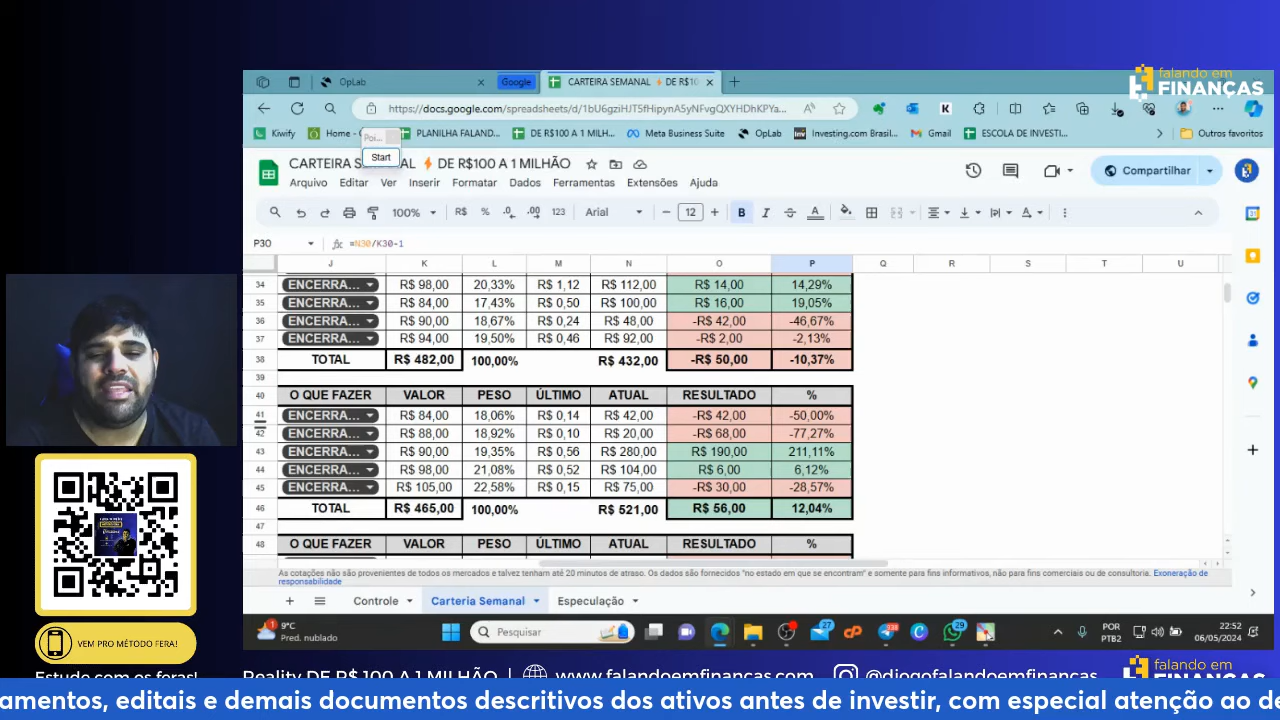 falando em
FINANÇAS
OpLab
Google
CARTEIRA SEMANAL ⚡ DE R$10
https://docs.google.com/spreadsheets/d/1bU6gziHJT5fHipynA5yNFvgQXYHDhKPYa...
Kiwify
Home - 
PLANILHA FALAND...
DE R$100 A 1 MILH...
Meta Business Suite
OpLab
Investing.com Brasil...
Gmail
ESCOLA DE INVESTI...
Outros favoritos
Poi...
Start
CARTEIRA SEMANAL ⚡ DE R$100 A 1 MILHÃO
Arquivo Editar Ver Inserir Formatar Dados Ferramentas Extensões Ajuda
Compartilhar
100% R$ % .0 .00 123 Arial 12 B I
P30 fx =N30/K30-1
J K L M N O P Q R S T U
34 ENCERRA... R$ 98,00 20,33% R$ 1,12 R$ 112,00 R$ 14,00 14,29%
35 ENCERRA... R$ 84,00 17,43% R$ 0,50 R$ 100,00 R$ 16,00 19,05%
36 ENCERRA... R$ 90,00 18,67% R$ 0,24 R$ 48,00 -R$ 42,00 -46,67%
37 ENCERRA... R$ 94,00 19,50% R$ 0,46 R$ 92,00 -R$ 2,00 -2,13%
38 TOTAL R$ 482,00 100,00% R$ 432,00 -R$ 50,00 -10,37%
39
40 O QUE FAZER VALOR PESO ÚLTIMO ATUAL RESULTADO %
41 ENCERRA... R$ 84,00 18,06% R$ 0,14 R$ 42,00 -R$ 42,00 -50,00%
42 ENCERRA... R$ 88,00 18,92% R$ 0,10 R$ 20,00 -R$ 68,00 -77,27%
43 ENCERRA... R$ 90,00 19,35% R$ 0,56 R$ 280,00 R$ 190,00 211,11%
44 ENCERRA... R$ 98,00 21,08% R$ 0,52 R$ 104,00 R$ 6,00 6,12%
45 ENCERRA... R$ 105,00 22,58% R$ 0,15 R$ 75,00 -R$ 30,00 -28,57%
46 TOTAL R$ 465,00 100,00% R$ 521,00 R$ 56,00 12,04%
47
48 O QUE FAZER VALOR PESO ÚLTIMO ATUAL RESULTADO %
As cotações não são provenientes de todos os mercados e talvez tenham até 20 minutos de atraso. Os dados são fornecidos "no estado em que se encontram" e somente para fins informativos, não para fins comerciais ou de consultoria. Exoneração de
responsabilidade
Controle Carteria Semanal Especulação
9°C
Pred. nublado
Pesquisar
27
29
POR
PTB2
22:52
06/05/2024
VEM PRO MÉTODO FERA!
Estude com os feras!
Reality DE R$ 100 A 1 MILHÃO | www.falandoemfinancas.com @diogofalandoemfinancas
falando em
amentos, editais e demais documentos descritivos dos ativos antes de investir, com especial atenção ao de